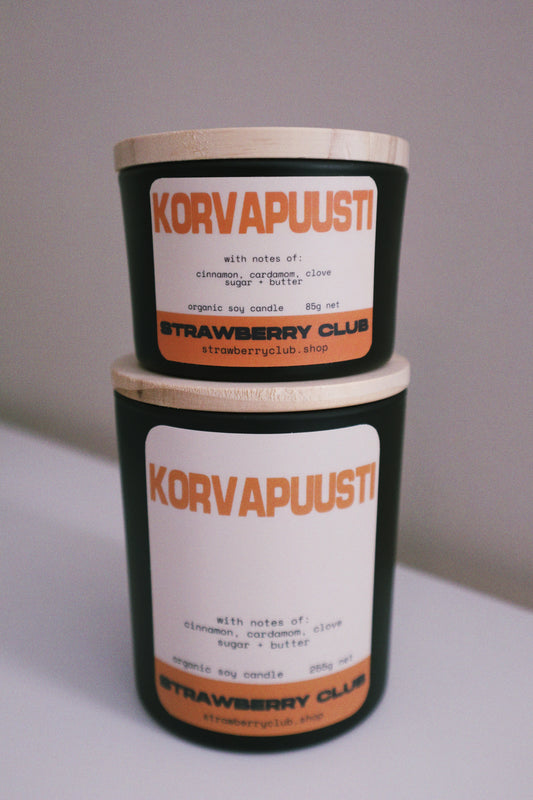 KORVAPUUSTI
with notes of:
cinnamon, cardamom, clove
sugar + butter
organic soy candle 85g net
STRAWBERRY CLUB
strawberryclub.shop
KORVAPUUSTI
with notes of:
cinnamon, cardamom, clove
sugar + butter
organic soy candle 255g net
STRAWBERRY CLUB
strawberryclub.shop